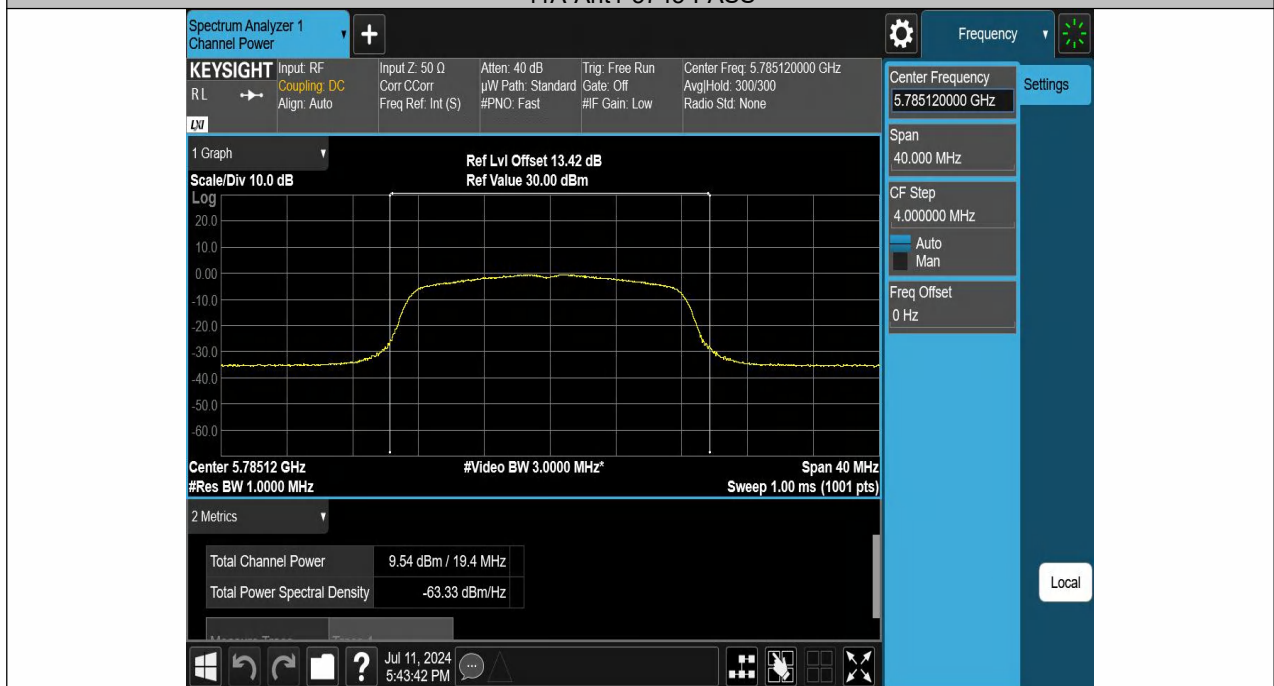 Spectrum Analyzer 1
Channel Power
+
Frequency
KEYSIGHT
RL
LXI
Input: RF
Coupling: DC
Align: Auto
Input Z: 50 Ω
Corr CCorr
Freq Ref: Int (S)
Atten: 40 dB
µW Path: Standard
#PNO: Fast
Trig: Free Run
Gate: Off
#IF Gain: Low
Center Freq: 5.785120000 GHz
Avg|Hold: 300/300
Radio Std: None
Center Frequency
5.785120000 GHz
Settings
Span
40.000 MHz
CF Step
4.000000 MHz
Auto
Man
Freq Offset
0 Hz
Local
1 Graph
Scale/Div 10.0 dB
Ref Lvl Offset 13.42 dB
Ref Value 30.00 dBm
Log
20.0
10.0
0.00
-10.0
-20.0
-30.0
-40.0
-50.0
-60.0
Center 5.78512 GHz
#Video BW 3.0000 MHz*
Span 40 MHz
#Res BW 1.0000 MHz
Sweep 1.00 ms (1001 pts)
2 Metrics
Total Channel Power 9.54 dBm / 19.4 MHz
Total Power Spectral Density -63.33 dBm/Hz
?
Jul 11, 2024
5:43:42 PM